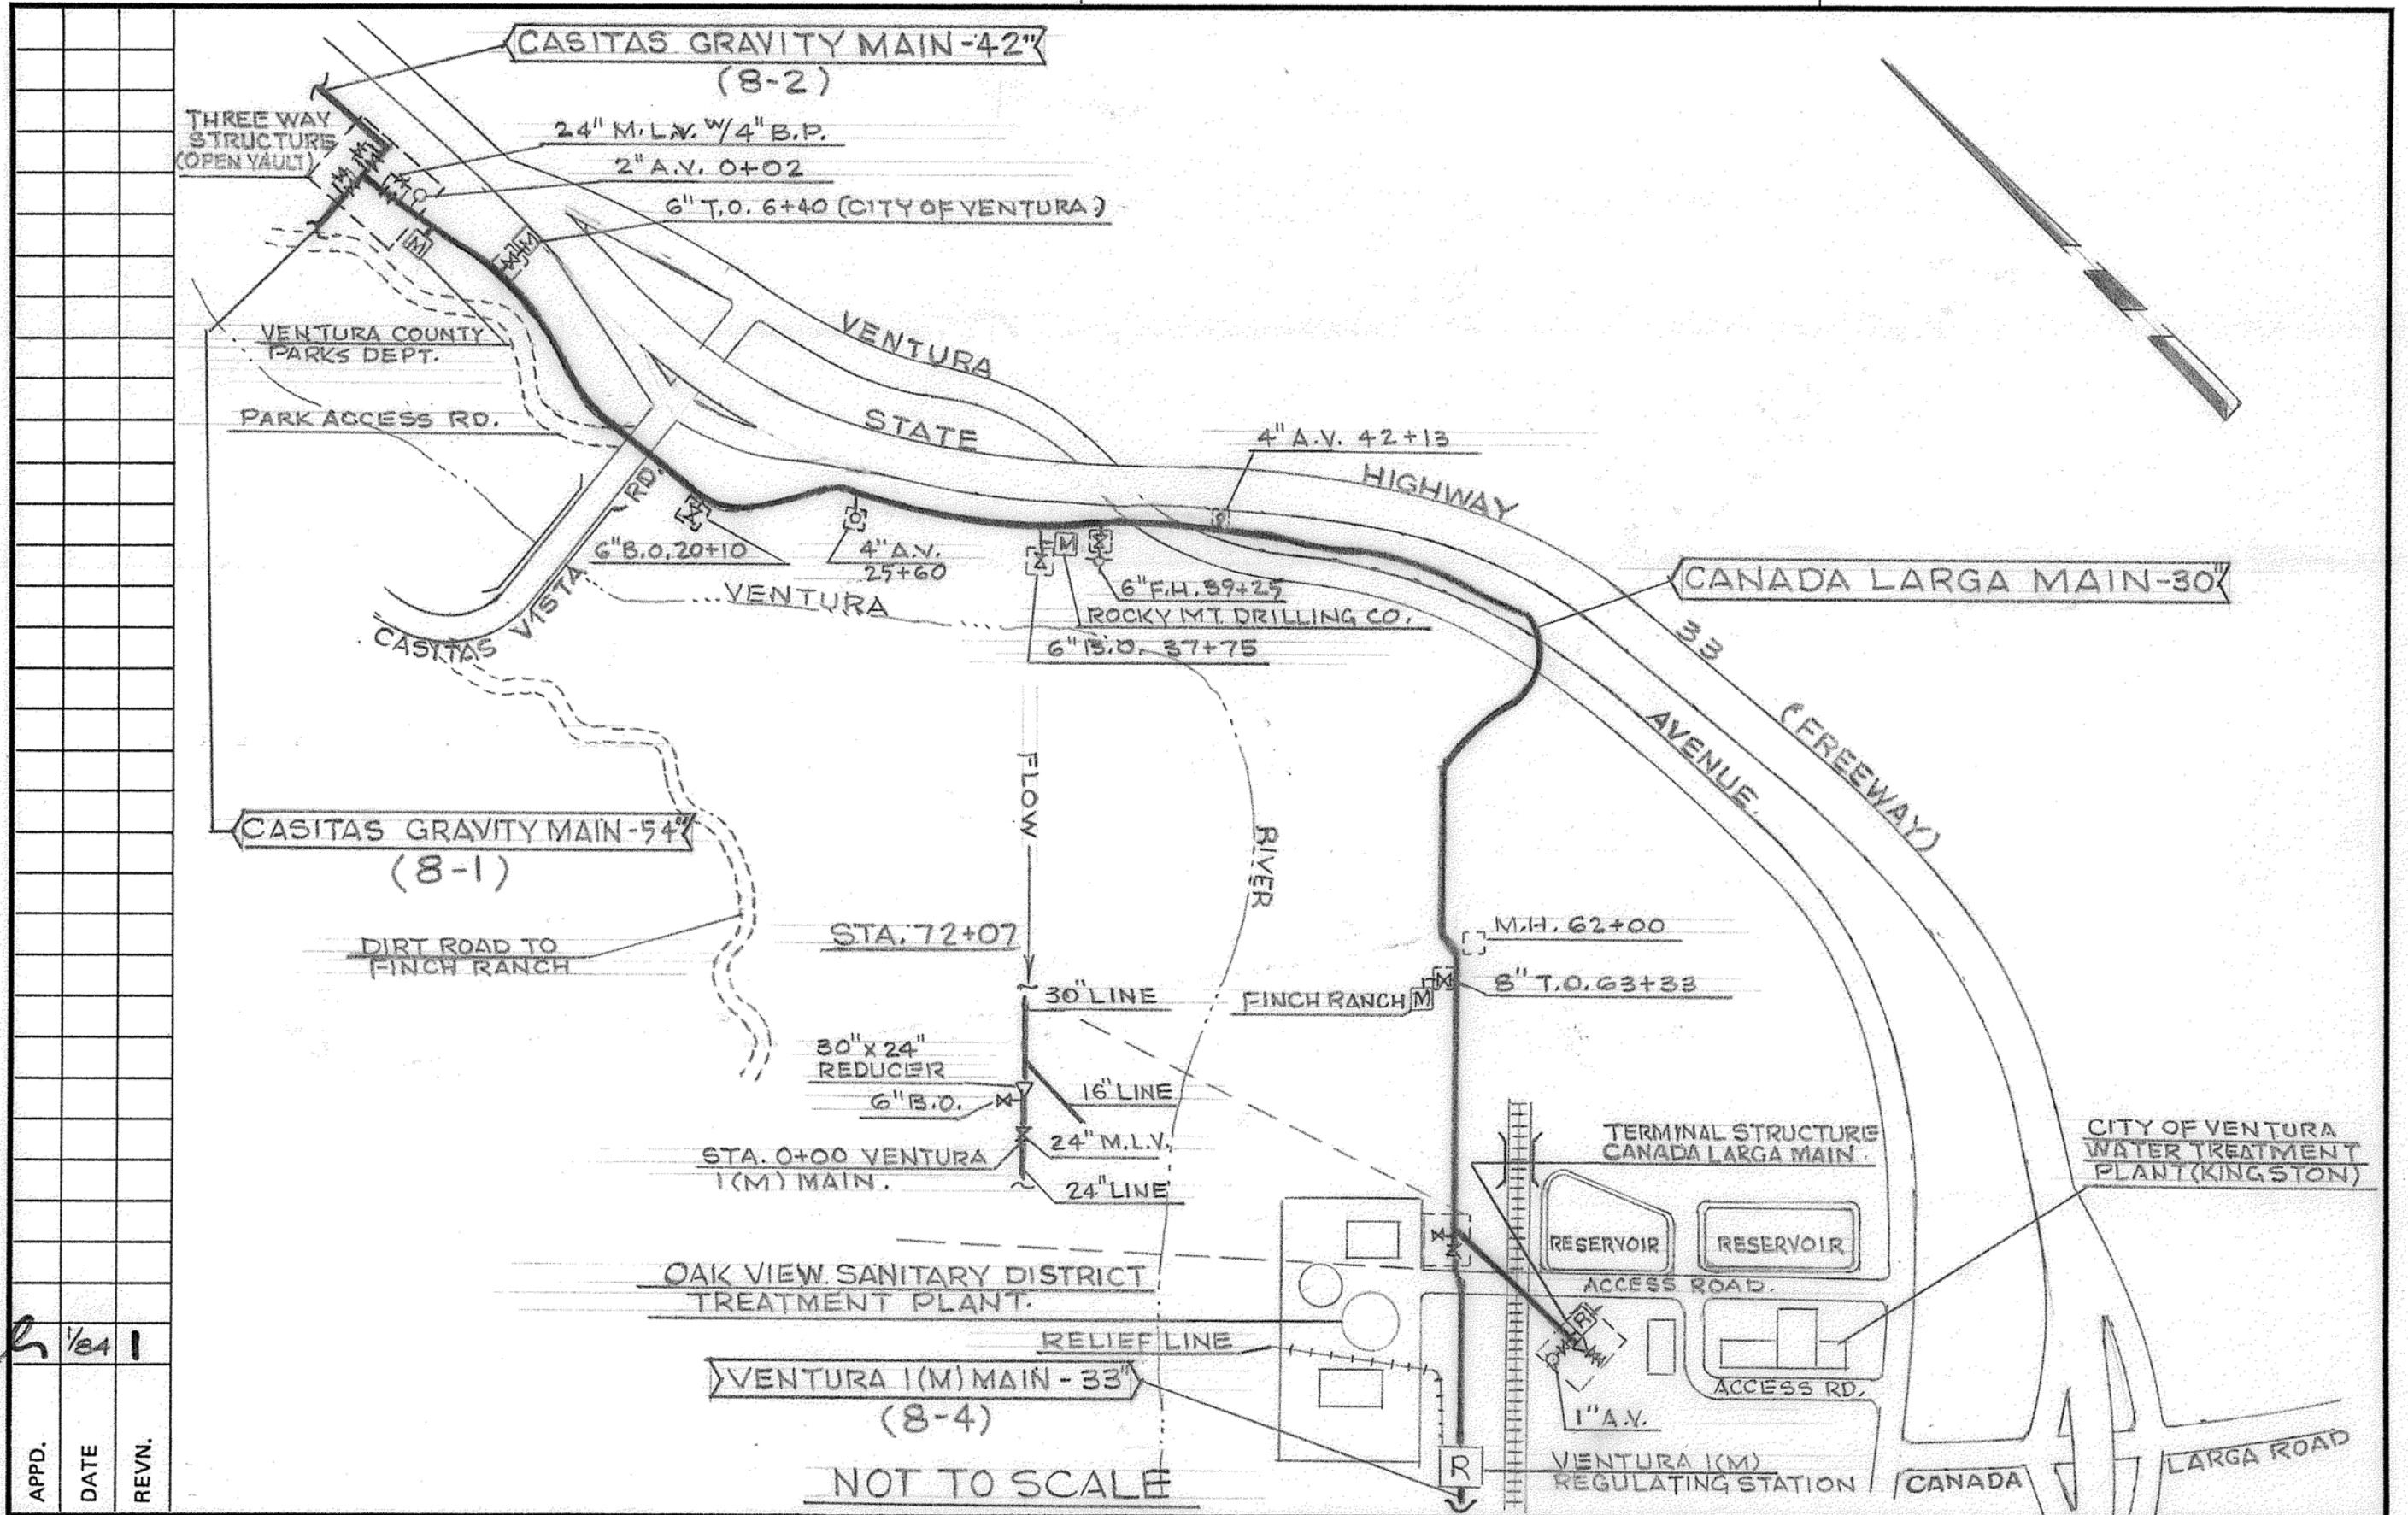 CASITAS GRAVITY MAIN-42"
(8-2)
THREE WAY
STRUCTURE
(OPEN VAULT)
24" M.L.V. W/4" B.P.
2" A.V. 0+02
6" T.O. 6+40 (CITY OF VENTURA)
M
M
VENTURA COUNTY
PARKS DEPT.
PARK ACCESS RD.
VENTURA
STATE
HIGHWAY
33
(FREEWAY)
AVENUE.
4" A.V. 42+13
CANADA LARGA MAIN-30"
6" B.O. 20+10
4" A.V.
25+60
M
6" F.H. 39+25
ROCKY MT. DRILLING CO.
6" B.O. 37+75
CASITAS VISTA RD.
VENTURA
RIVER
CASITAS GRAVITY MAIN-54"
(8-1)
DIRT ROAD TO
FINCH RANCH
FLOW
STA. 72+07
30" LINE
30" x 24"
REDUCER
6" B.O.
16" LINE
24" M.L.V.
STA. 0+00 VENTURA
1(M) MAIN.
24" LINE
M.H. 62+00
8" T.O. 63+33
FINCH RANCH M
TERMINAL STRUCTURE
CANADA LARGA MAIN.
CITY OF VENTURA
WATER TREATMENT
PLANT (KINGSTON)
RESERVOIR
RESERVOIR
ACCESS ROAD.
OAK VIEW SANITARY DISTRICT
TREATMENT PLANT.
RELIEF LINE
R
ACCESS RD.
1" A.V.
VENTURA 1(M) MAIN - 33"
(8-4)
R
VENTURA 1(M)
REGULATING STATION
CANADA
LARGA ROAD
NOT TO SCALE
1/84 1
APPD.
DATE
REVN.